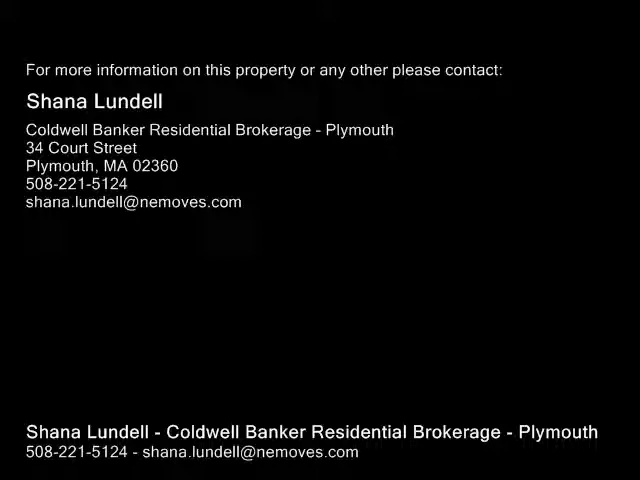 For more information on this property or any other please contact:
Shana Lundell
Coldwell Banker Residential Brokerage - Plymouth
34 Court Street
Plymouth, MA 02360
508-221-5124
shana.lundell@nemoves.com
Shana Lundell - Coldwell Banker Residential Brokerage - Plymouth
508-221-5124 - shana.lundell@nemoves.com